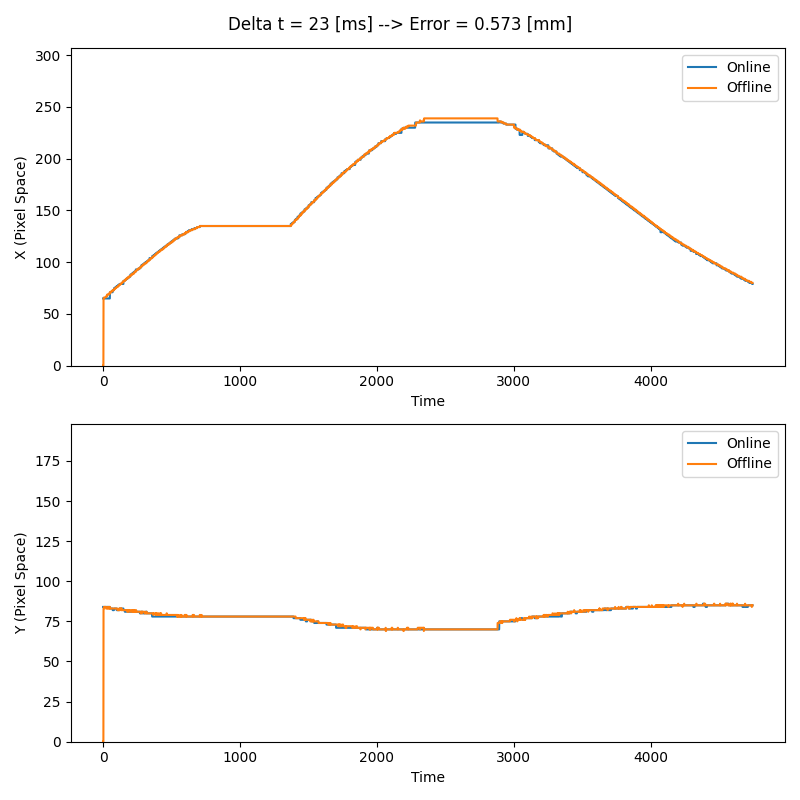 Delta t = 23 [ms] --> Error = 0.573 [mm]
300
250
200
150
100
50
0
X (Pixel Space)
Online
Offline
0
1000
2000
3000
4000
Time
175
150
125
100
75
50
25
0
Y (Pixel Space)
Online
Offline
0
1000
2000
3000
4000
Time